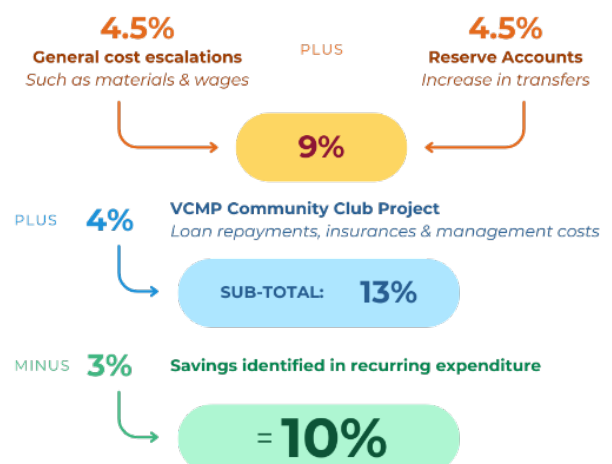 4.5%
General cost escalations
Such as materials & wages
PLUS
4.5%
Reserve Accounts
Increase in transfers
9%
PLUS
4%
VCMP Community Club Project
Loan repayments, insurances & management costs
SUB-TOTAL: 13%
MINUS
3%
Savings identified in recurring expenditure
= 10%